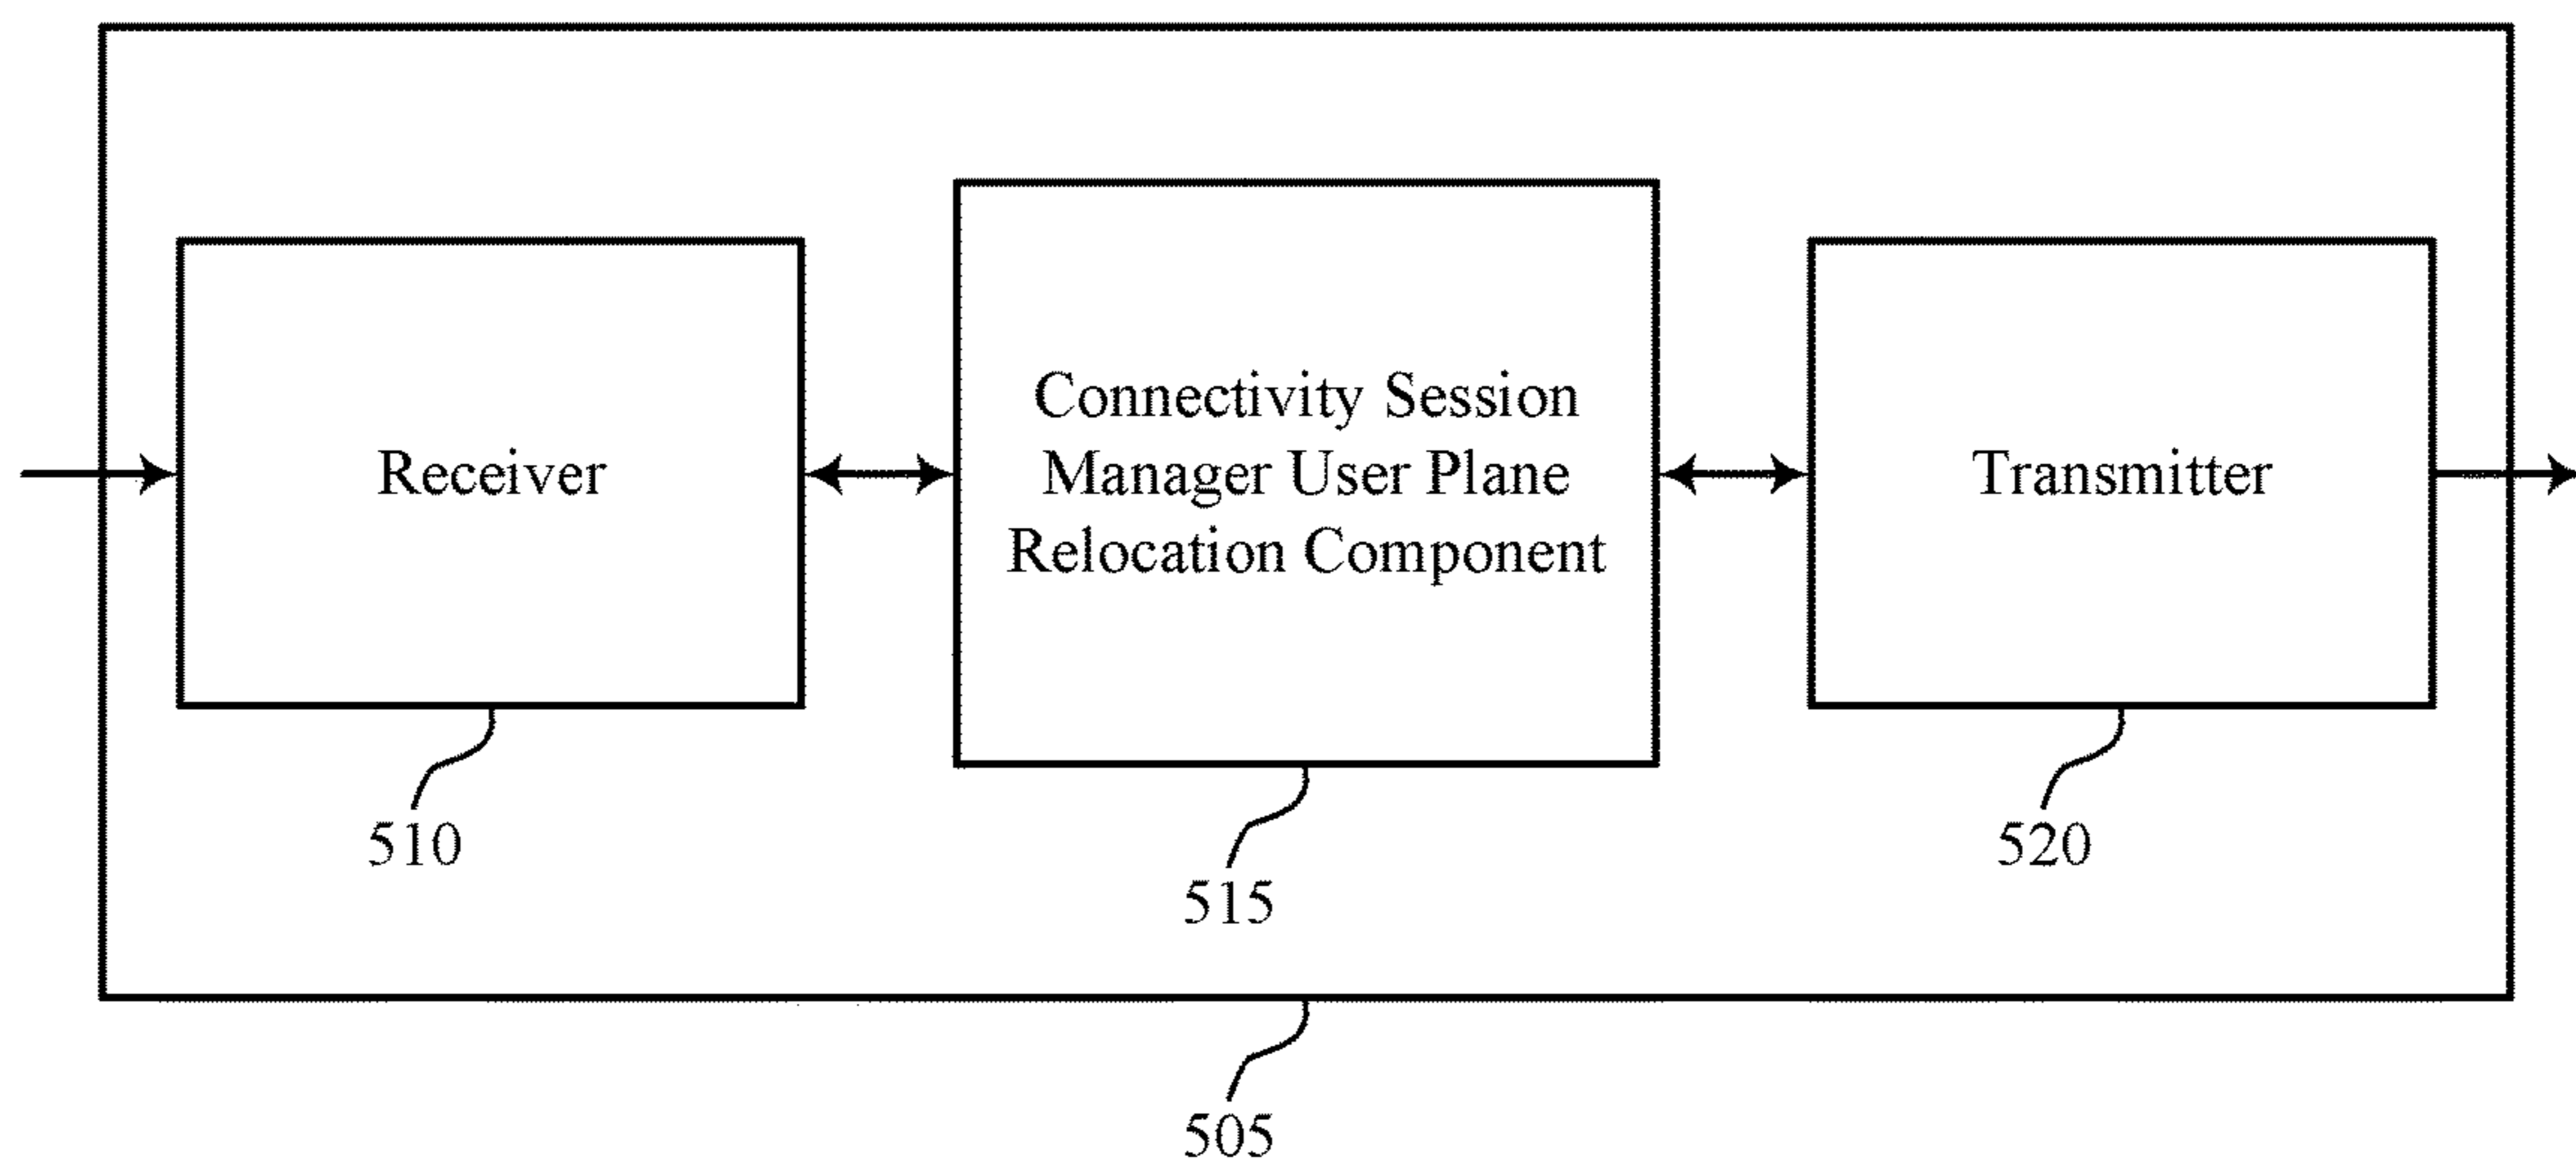 Receiver
Connectivity Session
Manager User Plane
Relocation Component
Transmitter
510
515
520
505